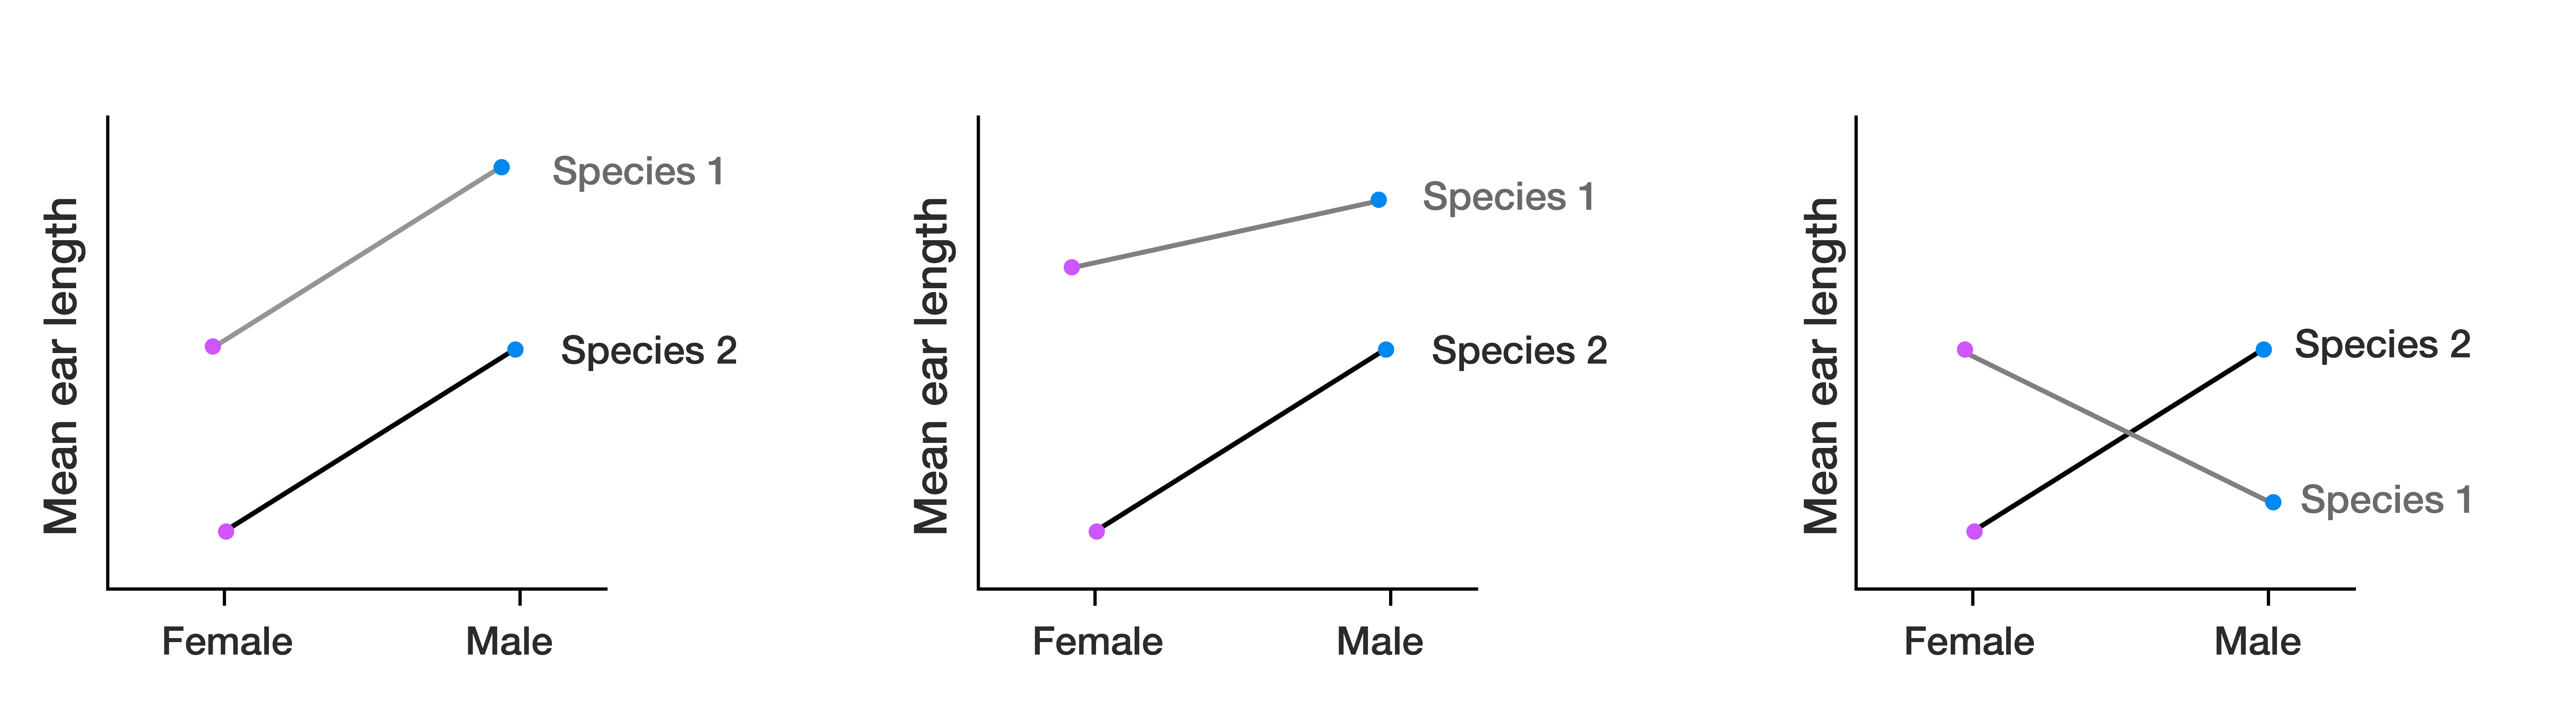 Mean ear length
Species 1
Species 2
Female
Male
Mean ear length
Species 1
Species 2
Female
Male
Mean ear length
Species 2
Species 1
Female
Male